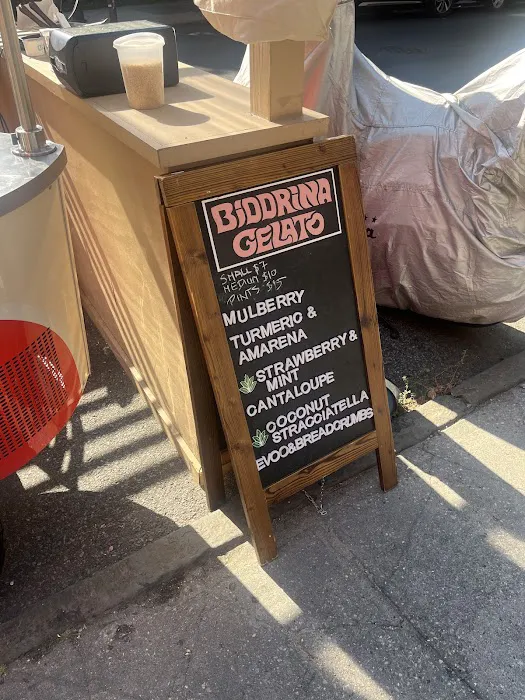 BIDDRINA
GELATO
SMALL $7
MEDIUM $10
PINTS $15
MULBERRY
TURMERIC &
AMARENA
STRAWBERRY &
MINT
CANTALOUPE
COCONUT
STRACCIATELLA
EVOO&BREADCRUMBS